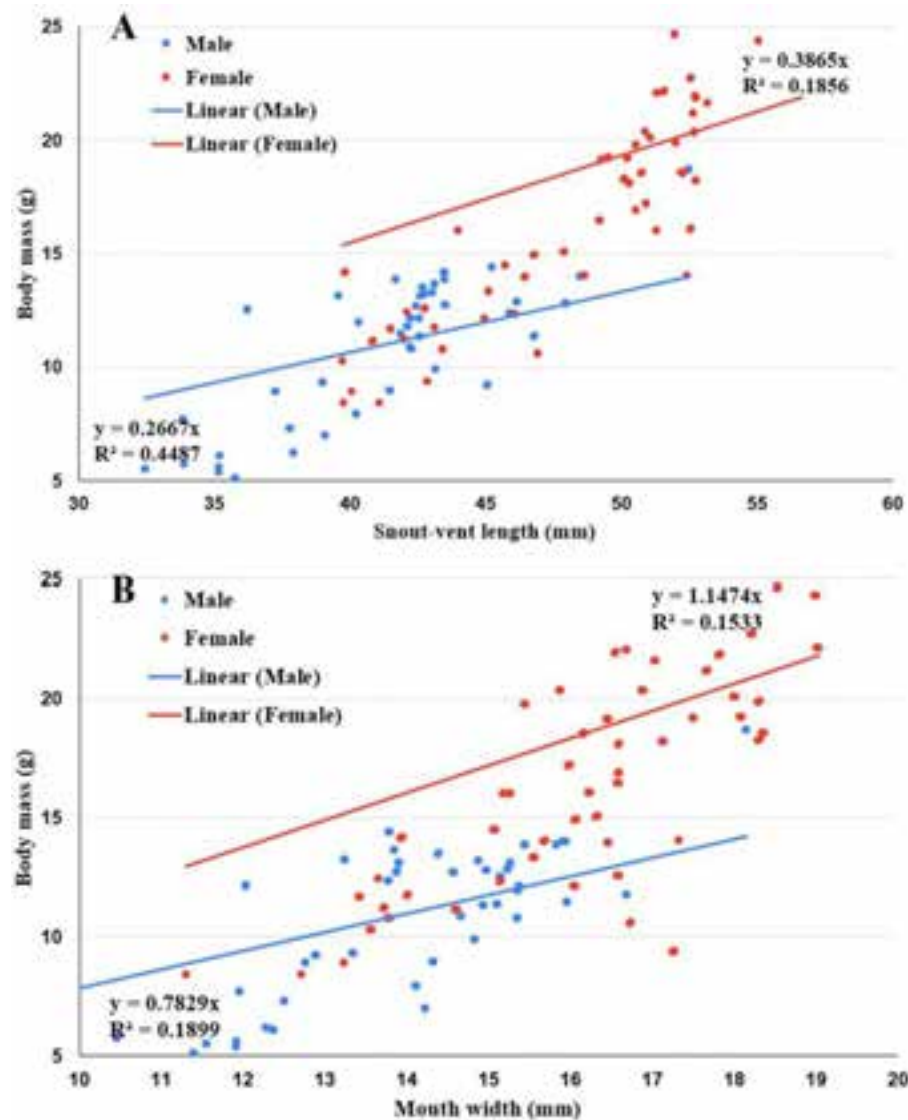 A
Male
Female
Linear (Male)
Linear (Female)
y = 0.3865x
R² = 0.1856
y = 0.2667x
R² = 0.4487
25
20
15
10
5
30 40 50 60
Body mass (g)
Snout-vent length (mm)
B
Male
Female
Linear (Male)
Linear (Female)
y = 1.1474x
R² = 0.1533
y = 0.7829x
R² = 0.1899
25
20
15
10
5
10 11 12 13 14 15 16 17 18 19 20
Body mass (g)
Mouth width (mm)